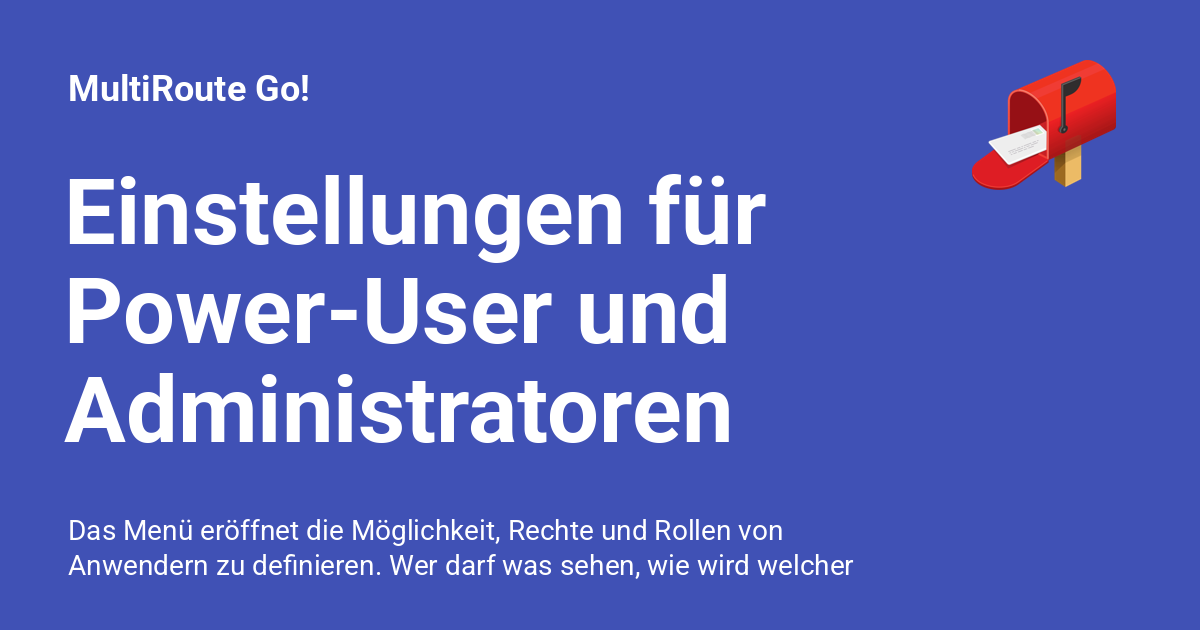 MultiRoute Go!
Einstellungen für
Power-User und
Administratoren
Das Menü eröffnet die Möglichkeit, Rechte und Rollen von
Anwendern zu definieren. Wer darf was sehen, wie wird welcher